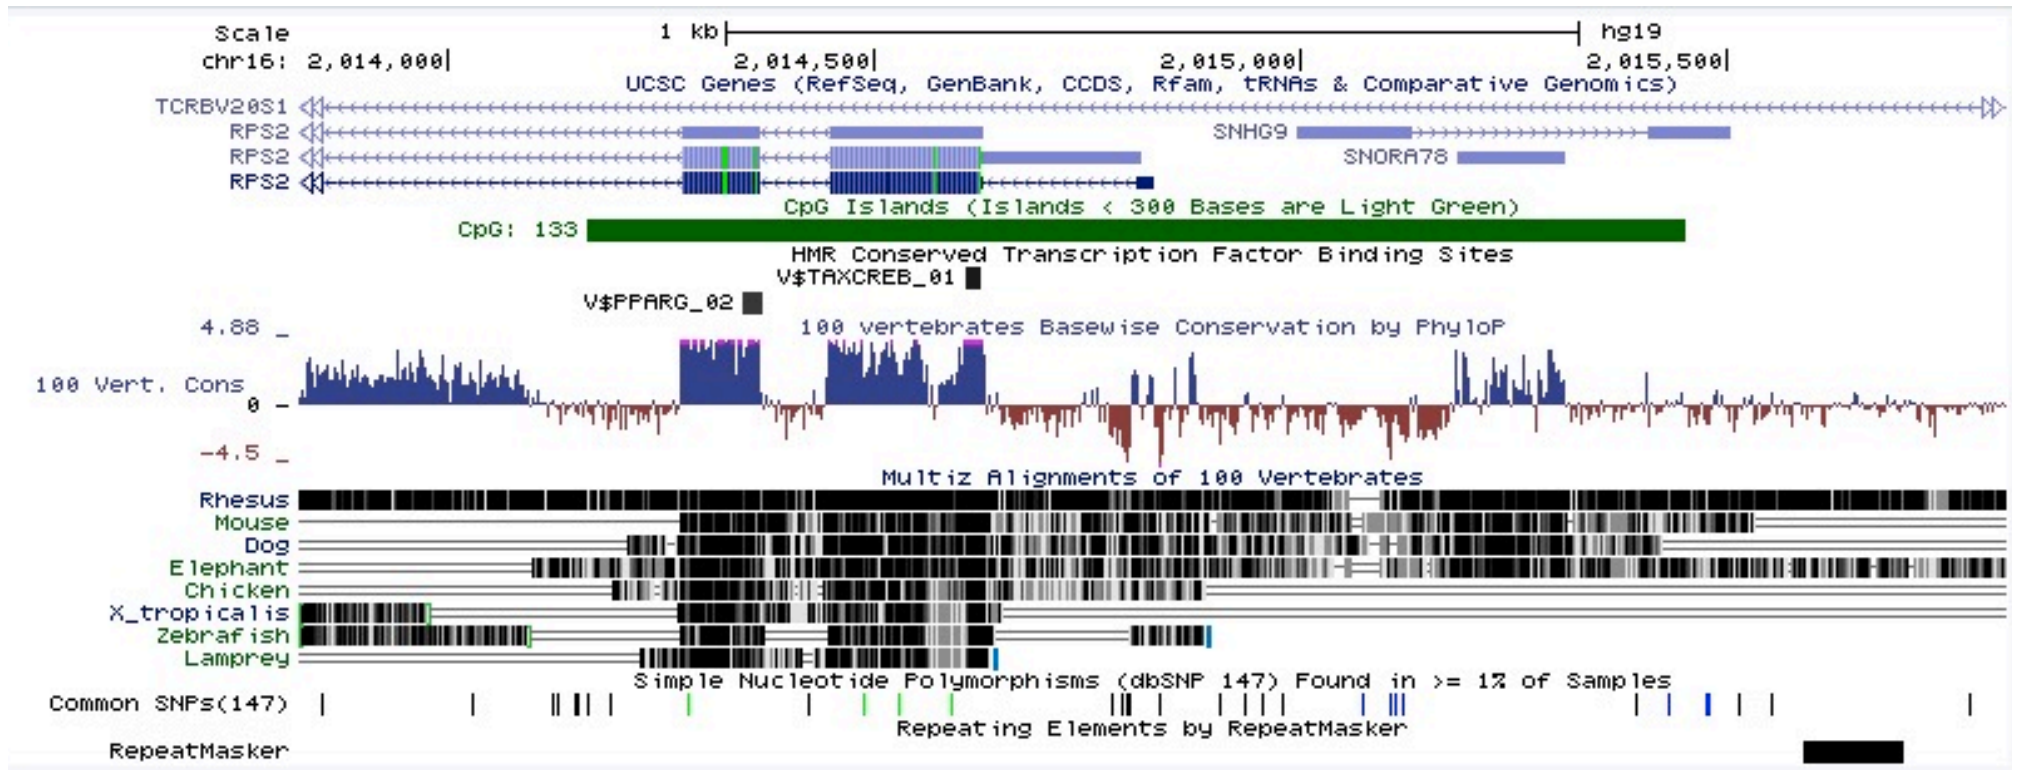 Scale 1 kb hg19
chr16: 2,014,000| 2,014,500| 2,015,000| 2,015,500|
UCSC Genes (RefSeq, GenBank, CCDS, Rfam, tRNAs & Comparative Genomics)
TCRBV20S1
RPS2 SNHG9
RPS2 SNORA78
RPS2
CpG Islands (Islands < 300 Bases are Light Green)
CpG: 133
HMR Conserved Transcription Factor Binding Sites
V$TAXCREB_01
V$PPARG_02
4.88 _ 100 vertebrates Basewise Conservation by PhyloP
100 Vert. Cons
0 -
-4.5 _
Multiz Alignments of 100 Vertebrates
Rhesus
Mouse
Dog
Elephant
Chicken
X_tropicalis
Zebrafish
Lamprey
Simple Nucleotide Polymorphisms (dbSNP 147) Found in >= 1% of Samples
Common SNPs(147)
Repeating Elements by RepeatMasker
RepeatMasker